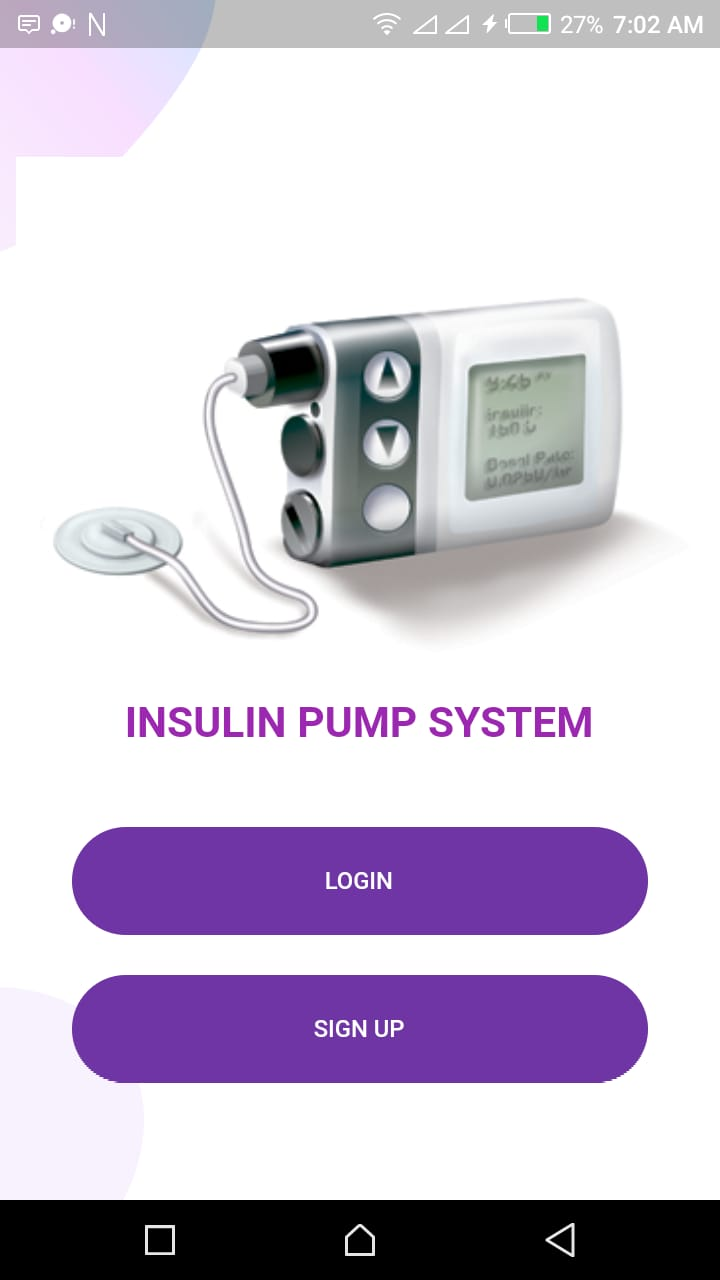 27% 7:02 AM
INSULIN PUMP SYSTEM
LOGIN
SIGN UP